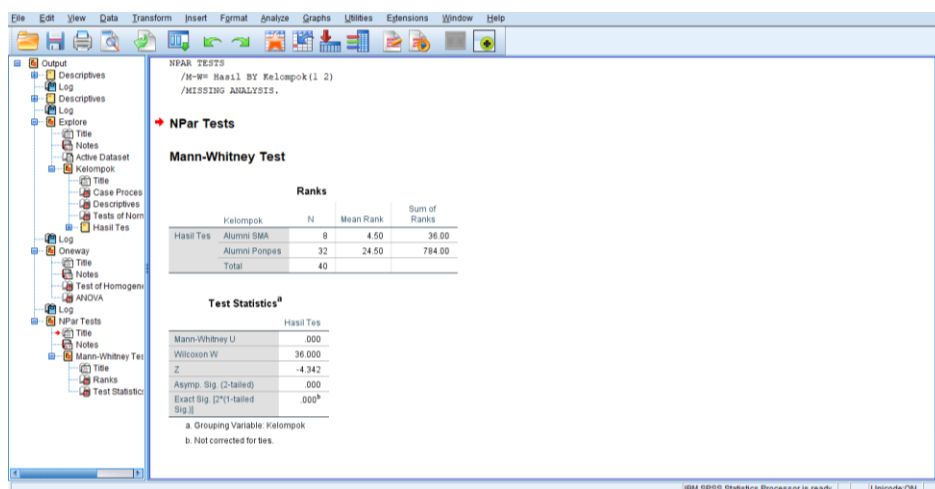 File Edit View Data Transform Insert Format Analyze Graphs Utilities Extensions Window Help
Output
Descriptives
Log
Descriptives
Log
Explore
Title
Notes
Active Dataset
Kelompok
Title
Case Proces
Descriptives
Tests of Norm
Hasil Tes
Log
Oneway
Title
Notes
Test of Homogene
ANOVA
Log
NPar Tests
Title
Notes
Mann-Whitney Tes
Title
Ranks
Test Statistics
NPAR TESTS
/M-W= Hasil BY Kelompok(1 2)
/MISSING ANALYSIS.
NPar Tests
Mann-Whitney Test
Ranks
Kelompok N Mean Rank Sum of Ranks
Hasil Tes Alumni SMA 8 4.50 36.00
Alumni Ponpes 32 24.50 784.00
Total 40
Test Statisticsa
Hasil Tes
Mann-Whitney U .000
Wilcoxon W 36.000
Z -4.342
Asymp. Sig. (2-tailed) .000
Exact Sig. [2*(1-tailed Sig.)] .000b
a. Grouping Variable: Kelompok
b. Not corrected for ties.
IBM SPSS Statistics Processor is ready Unicode:ON